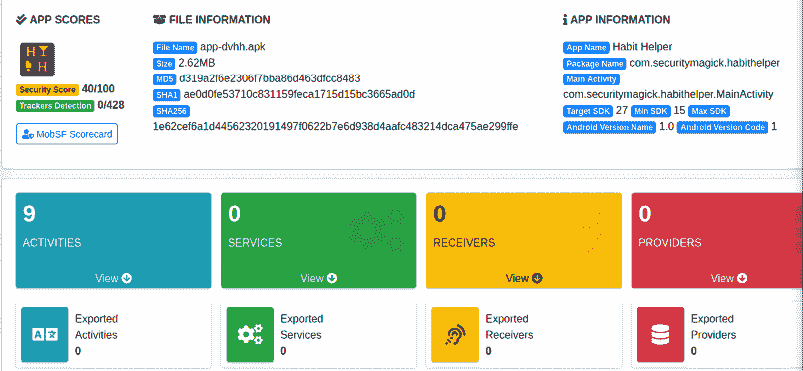 APP SCORES
H Y
H
Security Score 40/100
Trackers Detection 0/428
MobSF Scorecard
FILE INFORMATION
File Name app-dvhh.apk
Size 2.62MB
MD5 d319a2f6e2306f7bba86d463dfcc8483
SHA1 ae0d0fe53710c831159feca1715d15bc3665ad0d
SHA256
1e62cef6a1d44562320191497f0622b7e6d938d4aafc483214dca475ae299ffe
APP INFORMATION
App Name Habit Helper
Package Name com.securitymagick.habithelper
Main Activity
com.securitymagick.habithelper.MainActivity
Target SDK 27 Min SDK 15 Max SDK
Android Version Name 1.0 Android Version Code 1
9
ACTIVITIES
View
0
SERVICES
View
0
RECEIVERS
View
0
PROVIDERS
View
Exported
Activities
0
Exported
Services
0
Exported
Receivers
0
Exported
Providers
0